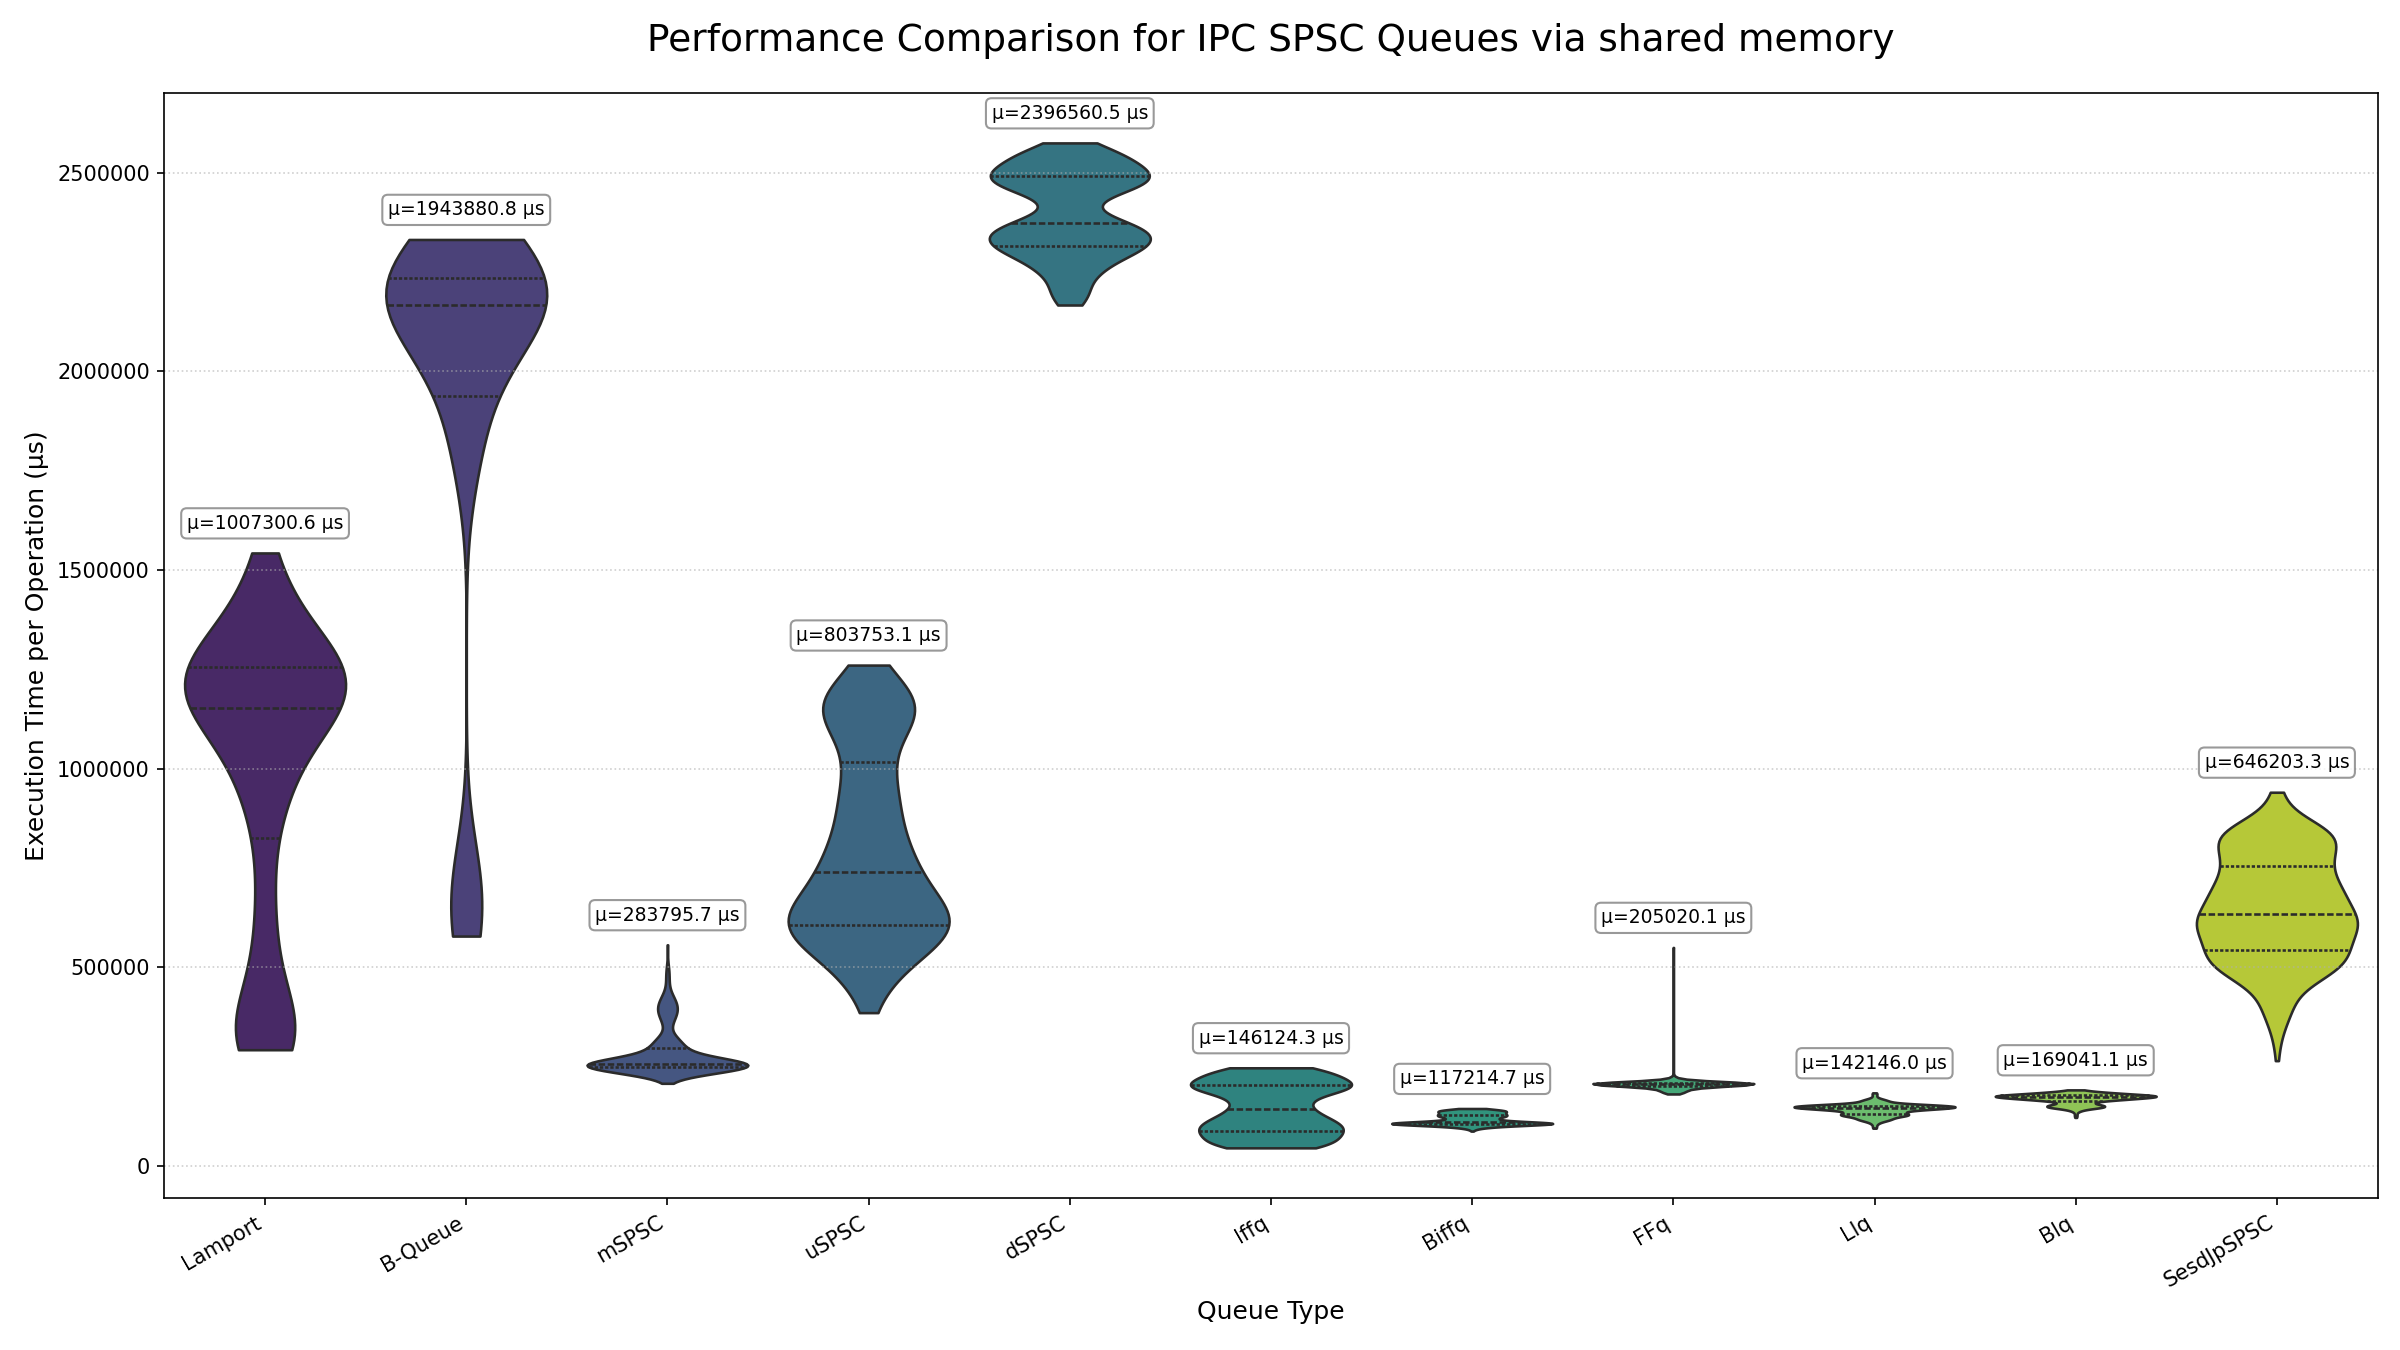 Performance Comparison for IPC SPSC Queues via shared memory
Execution Time per Operation (µs)
2500000
2000000
1500000
1000000
500000
0
µ=1007300.6 µs
µ=1943880.8 µs
µ=283795.7 µs
µ=803753.1 µs
µ=2396560.5 µs
µ=146124.3 µs
µ=117214.7 µs
µ=205020.1 µs
µ=142146.0 µs
µ=169041.1 µs
µ=646203.3 µs
Lamport
B-Queue
mSPSC
uSPSC
dSPSC
Iffq
Biffq
FFq
Llq
Blq
SesdJpSPSC
Queue Type